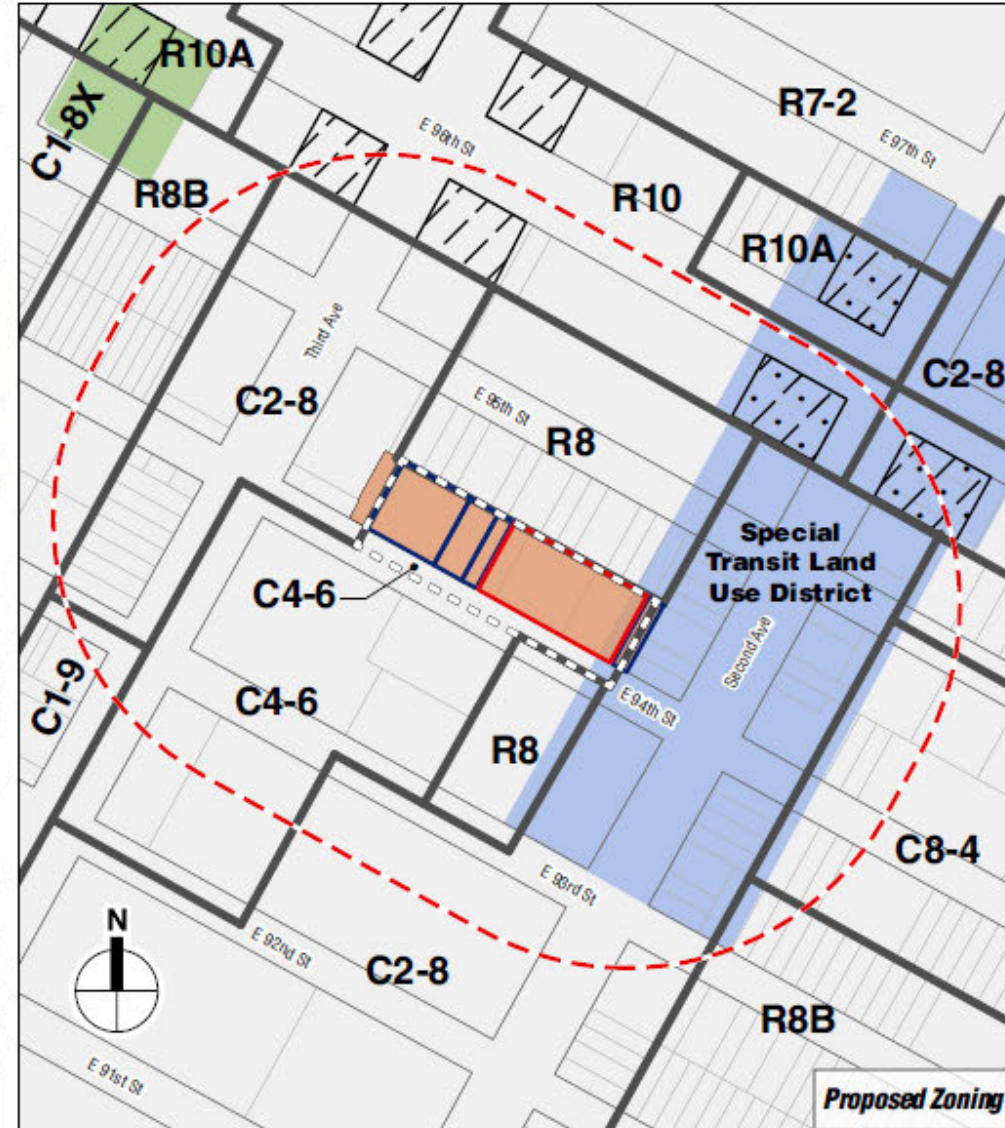 R10A
R7-2
C1-8X
E 96th St
E 97th St
R8B
R10
R10A
Third Ave
C2-8
C2-8
E 95th St
R8
Special
Transit Land
Use District
C4-6
Second Ave
C1-9
C4-6
E 94th St
R8
C8-4
E 93rd St
N
E 92nd St
C2-8
R8B
E 91st St
Proposed Zoning